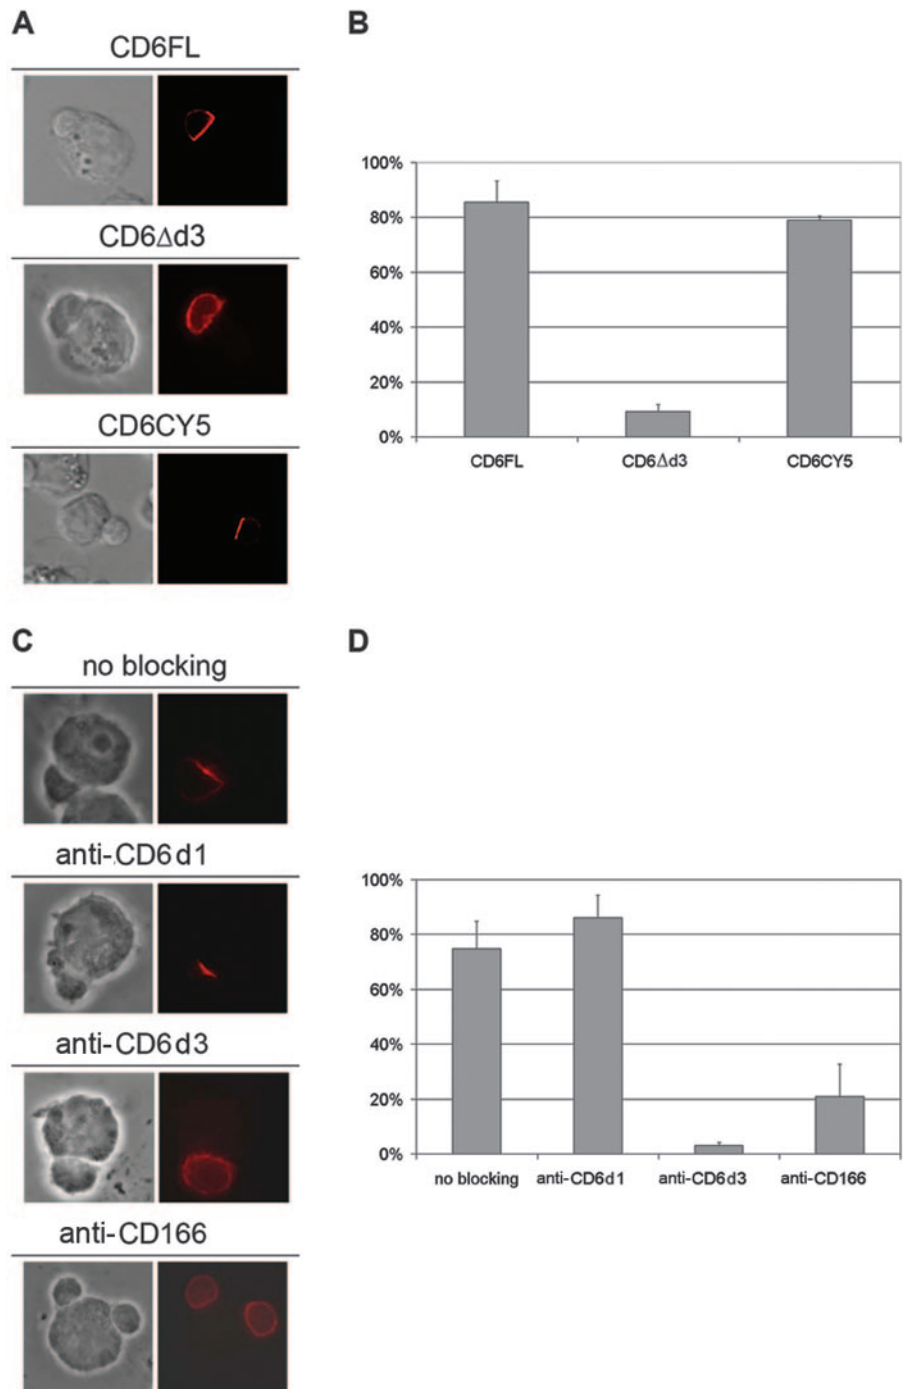 A
CD6FL
CD6Δd3
CD6CY5
B
100%
80%
60%
40%
20%
0%
CD6FL CD6Δd3 CD6CY5
C
no blocking
anti-CD6d1
anti-CD6d3
anti-CD166
D
100%
80%
60%
40%
20%
0%
no blocking anti-CD6d1 anti-CD6d3 anti-CD166